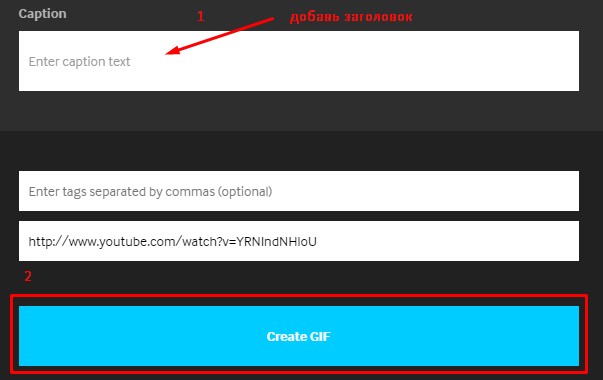 Caption
1 добавь заголовок
Enter caption text
Enter tags separated by commas (optional)
http://www.youtube.com/watch?v=YRNIndNHloU
2
Create GIF